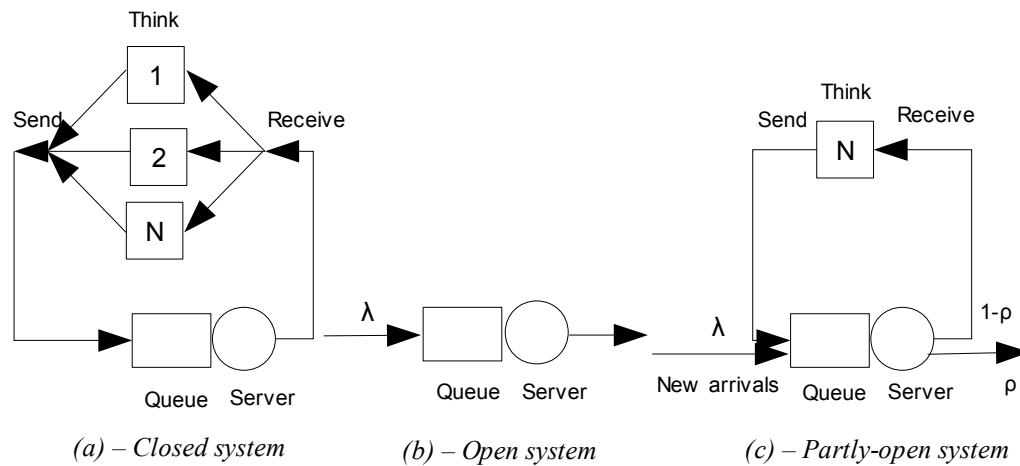 Think
1
Send
Receive
2
N
Queue
Server
(a) – Closed system
λ
Queue
Server
(b) – Open system
Think
Send
Receive
N
λ
1-ρ
New arrivals
ρ
Queue
Server
(c) – Partly-open system